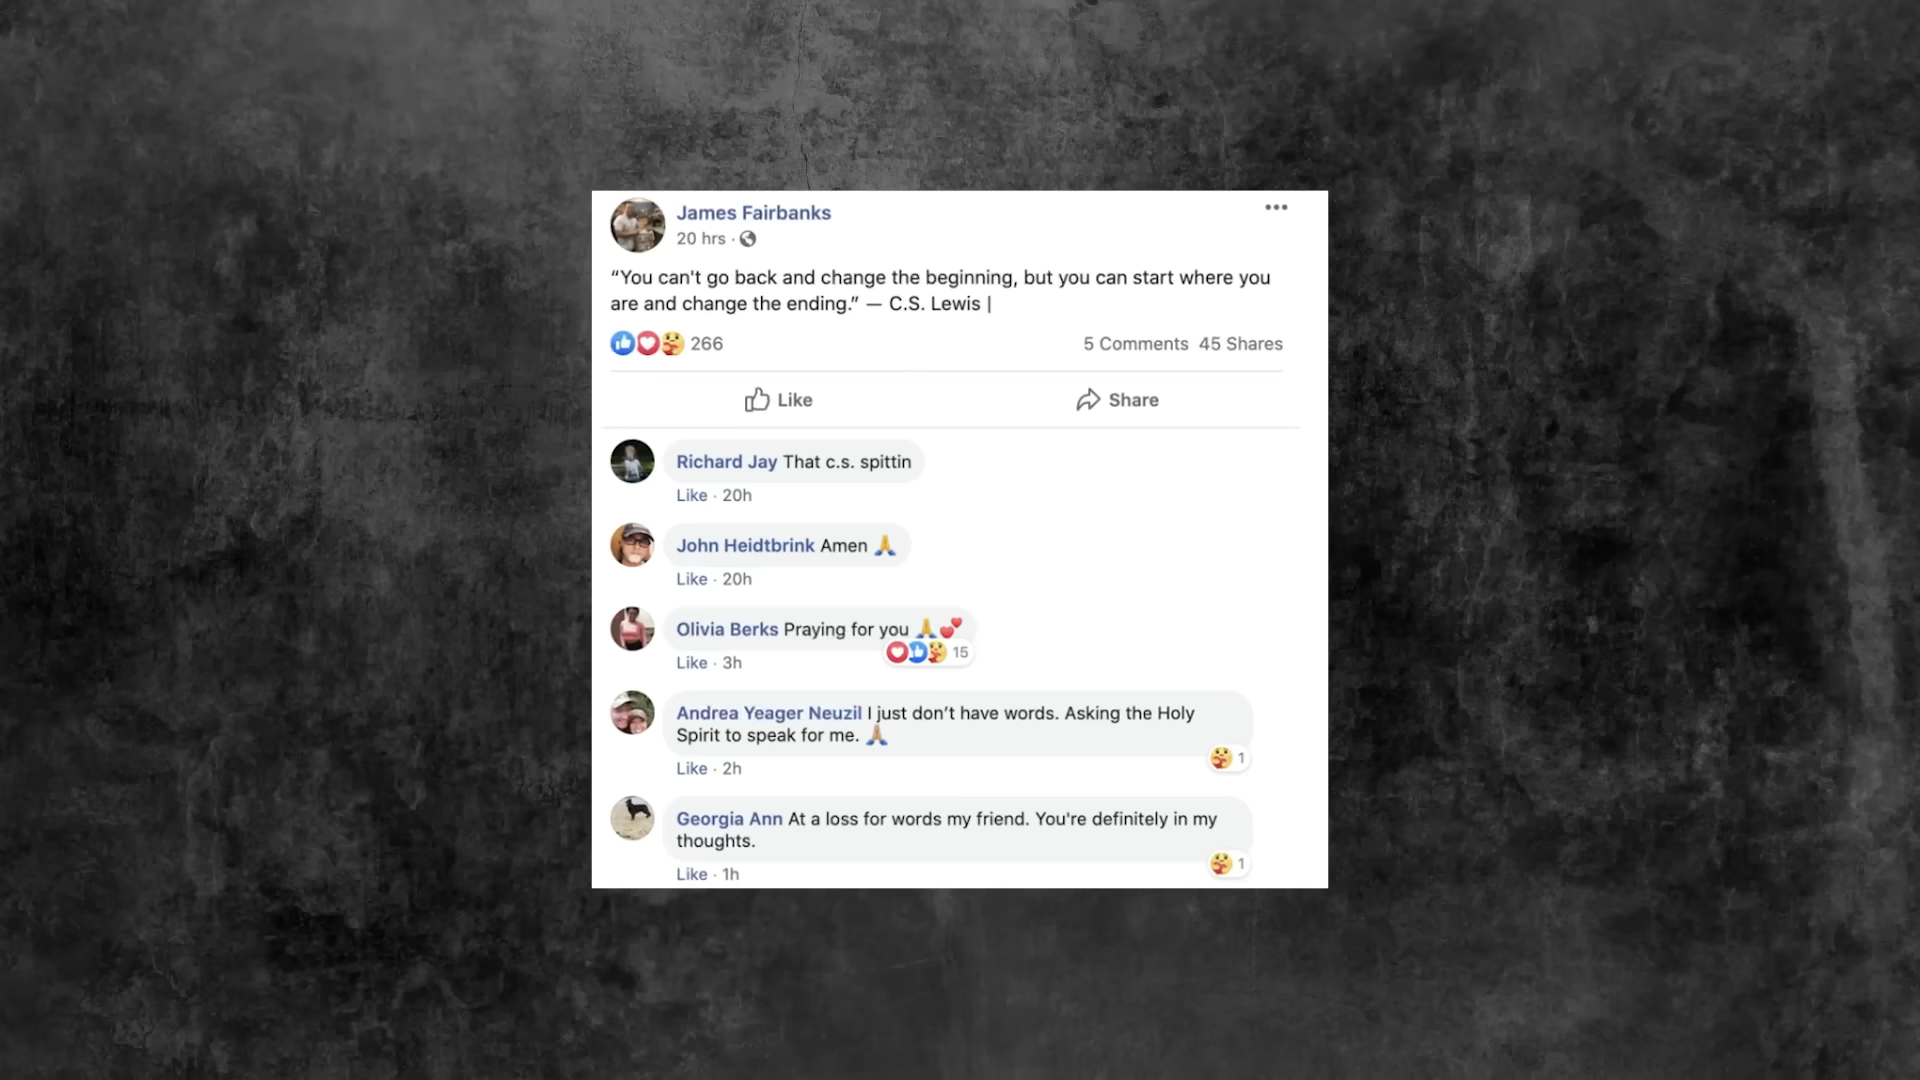 James Fairbanks
20 hrs ·
“You can't go back and change the beginning, but you can start where you
are and change the ending.” — C.S. Lewis |
266 5 Comments 45 Shares
Like Share
Richard Jay That c.s. spittin
Like · 20h
John Heidtbrink Amen 🙏
Like · 20h
Olivia Berks Praying for you 🙏💕
15
Like · 3h
Andrea Yeager Neuzil I just don’t have words. Asking the Holy
Spirit to speak for me. 🙏
1
Like · 2h
Georgia Ann At a loss for words my friend. You're definitely in my
thoughts.
1
Like · 1h